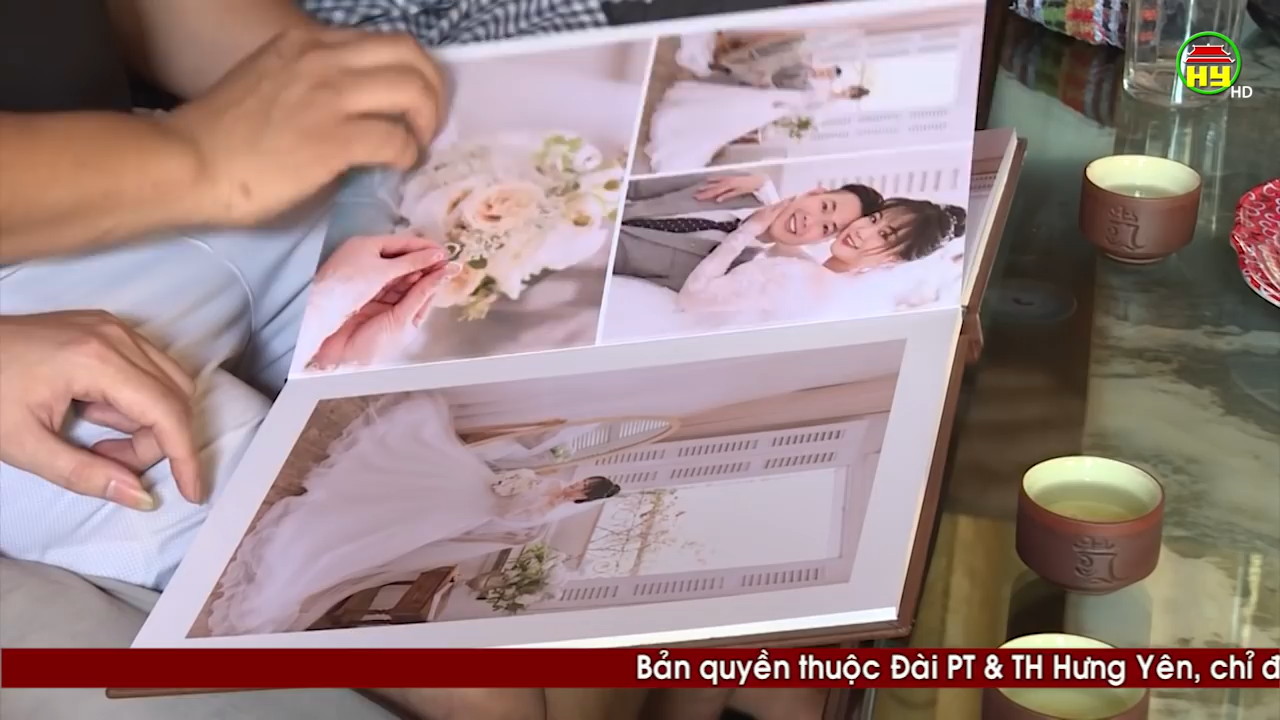 HY
HD
Bản quyền thuộc Đài PT & TH Hưng Yên, chỉ đ